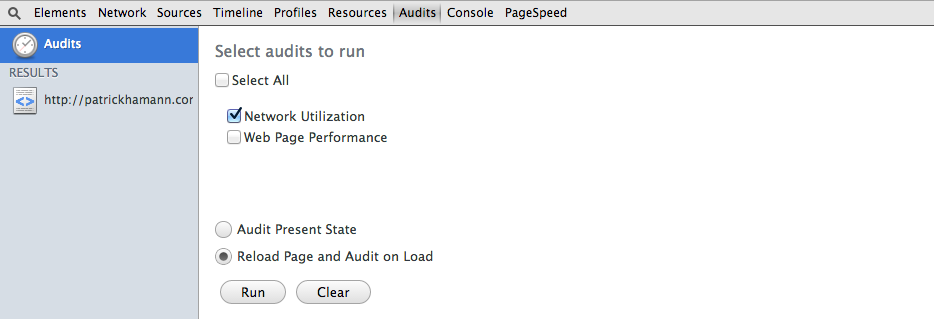 Elements Network Sources Timeline Profiles Resources Audits Console PageSpeed
Audits
RESULTS
http://patrickhamann.cor
Select audits to run
Select All
Network Utilization
Web Page Performance
Audit Present State
Reload Page and Audit on Load
Run Clear